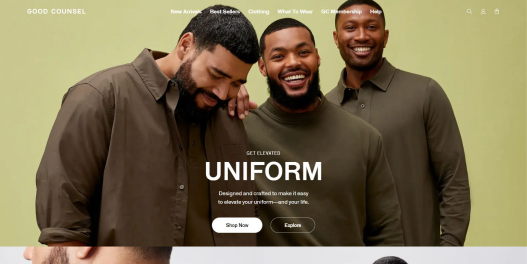 GOOD COUNSEL
New Arrivals Best Sellers Clothing What To Wear GC Membership Help
GET ELEVATED
UNIFORM
Designed and crafted to make it easy
to elevate your uniform—and your life.
Shop Now Explore